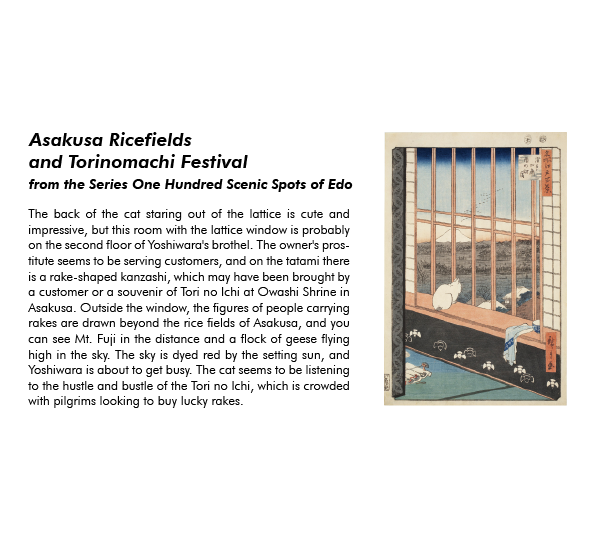 Asakusa Ricefields
and Torinomachi Festival
from the Series One Hundred Scenic Spots of Edo
The back of the cat staring out of the lattice is cute and
impressive, but this room with the lattice window is probably
on the second floor of Yoshiwara's brothel. The owner's pros-
titute seems to be serving customers, and on the tatami there
is a rake-shaped kanzashi, which may have been brought by
a customer or a souvenir of Tori no Ichi at Owashi Shrine in
Asakusa. Outside the window, the figures of people carrying
rakes are drawn beyond the rice fields of Asakusa, and you
can see Mt. Fuji in the distance and a flock of geese flying
high in the sky. The sky is dyed red by the setting sun, and
Yoshiwara is about to get busy. The cat seems to be listening
to the hustle and bustle of the Tori no Ichi, which is crowded
with pilgrims looking to buy lucky rakes.